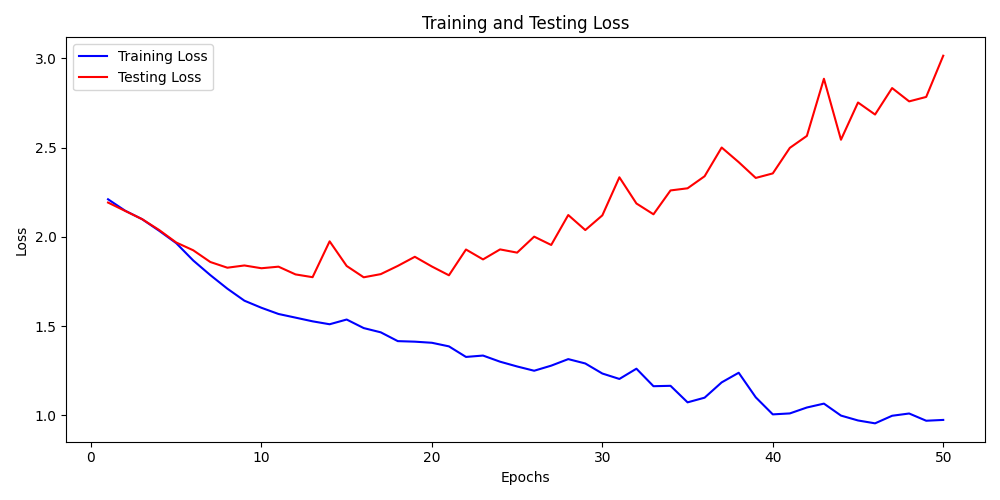 Training and Testing Loss
Training Loss
Testing Loss
3.0
2.5
2.0
1.5
1.0
Loss
0 10 20 30 40 50
Epochs